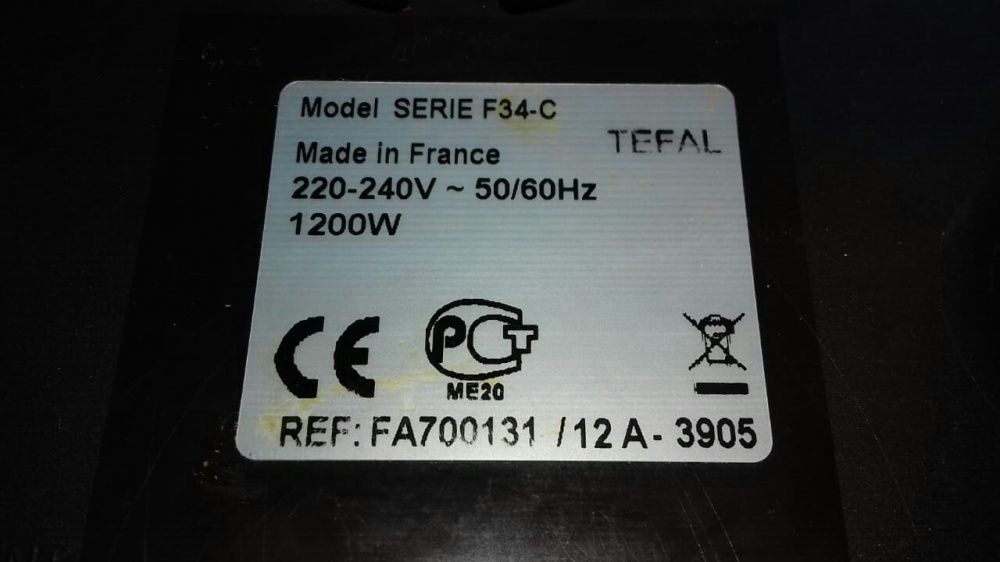 Model SERIE F34-C
TEFAL
Made in France
220-240V ~ 50/60Hz
1200W
CE
PCT
ME20
REF: FA700131 / 12 A - 3905